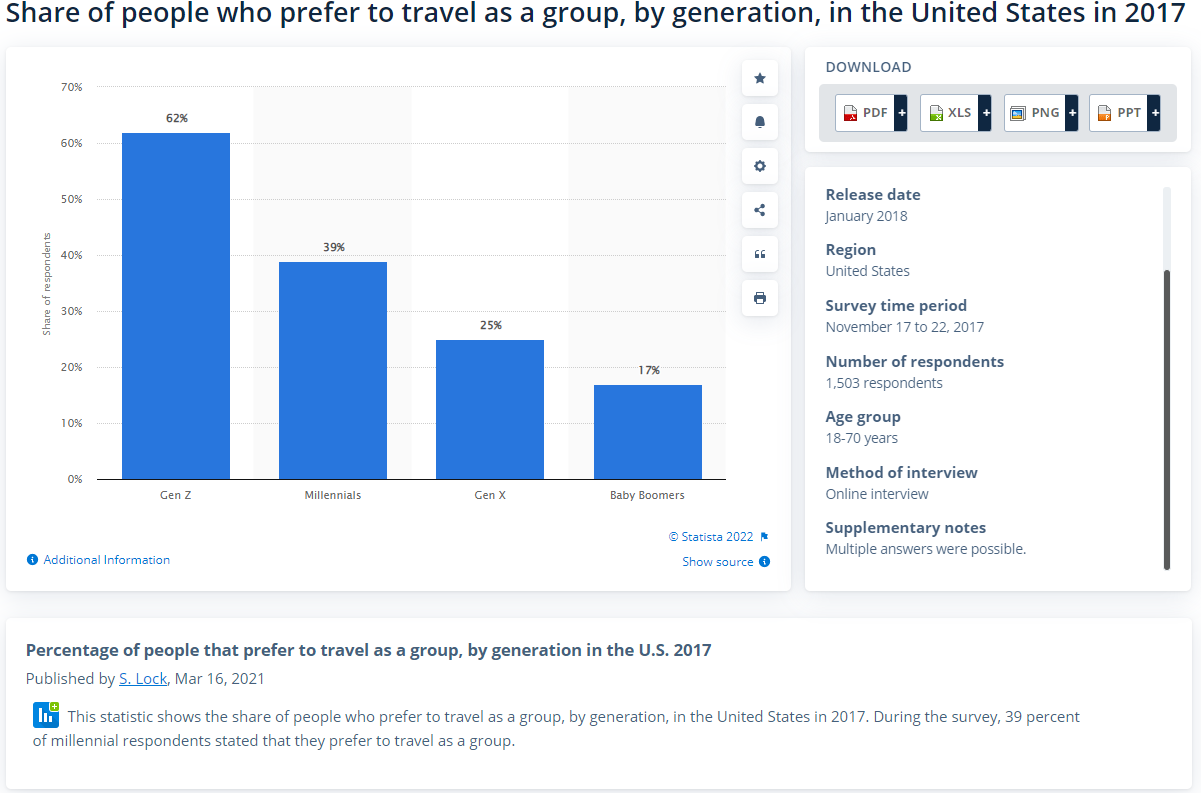 Share of people who prefer to travel as a group, by generation, in the United States in 2017
70%
60%
50%
40%
30%
20%
10%
0%
Share of respondents
62%
39%
25%
17%
Gen Z
Millennials
Gen X
Baby Boomers
Additional Information
© Statista 2022
Show source
DOWNLOAD
PDF +
XLS +
PNG +
PPT +
Release date
January 2018
Region
United States
Survey time period
November 17 to 22, 2017
Number of respondents
1,503 respondents
Age group
18-70 years
Method of interview
Online interview
Supplementary notes
Multiple answers were possible.
Percentage of people that prefer to travel as a group, by generation in the U.S. 2017
Published by S. Lock, Mar 16, 2021
This statistic shows the share of people who prefer to travel as a group, by generation, in the United States in 2017. During the survey, 39 percent
of millennial respondents stated that they prefer to travel as a group.